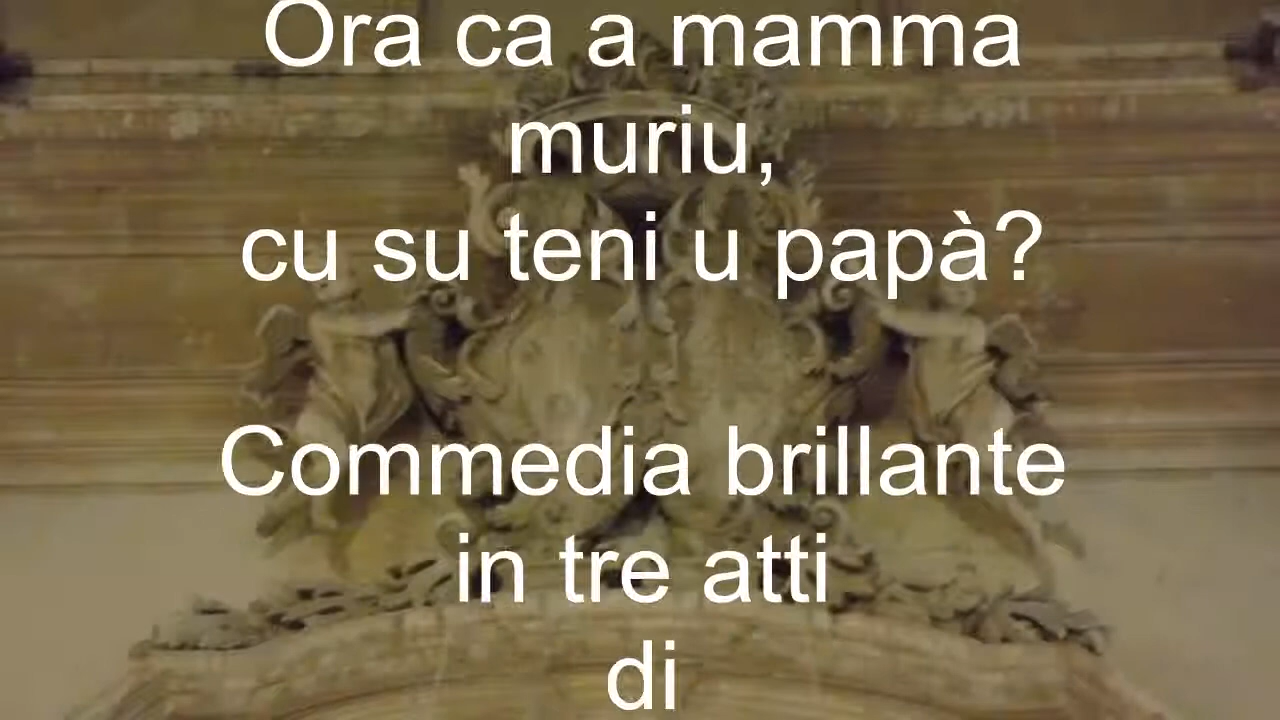 Ora ca a mamma
muriu,
cu su teni u papà?
Commedia brillante
in tre atti
di